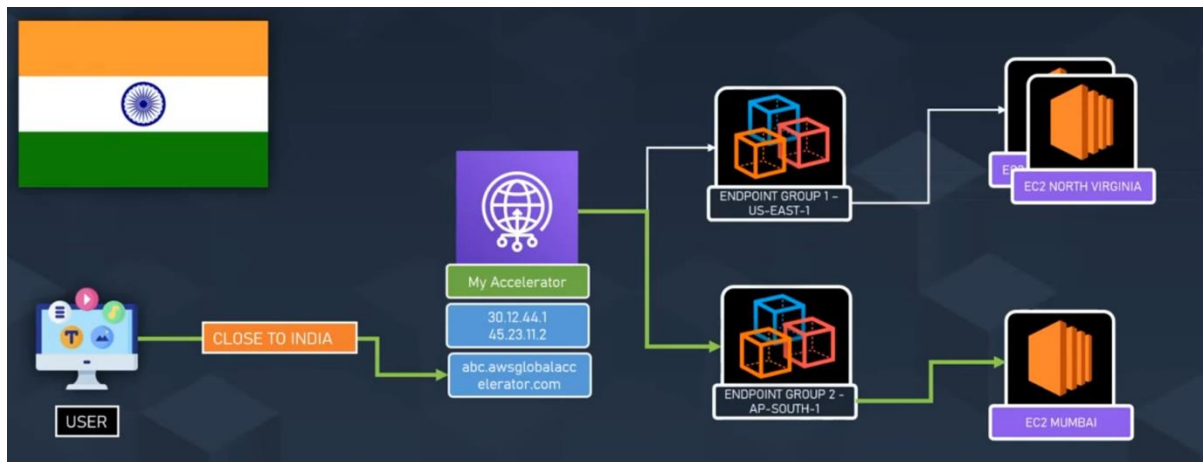 USER
CLOSE TO INDIA
My Accelerator
30.12.44.1
45.23.11.2
abc.awsglobalacc
elerator.com
ENDPOINT GROUP 1 –
US-EAST-1
EC2 NORTH VIRGINIA
ENDPOINT GROUP 2 -
AP-SOUTH-1
EC2 MUMBAI